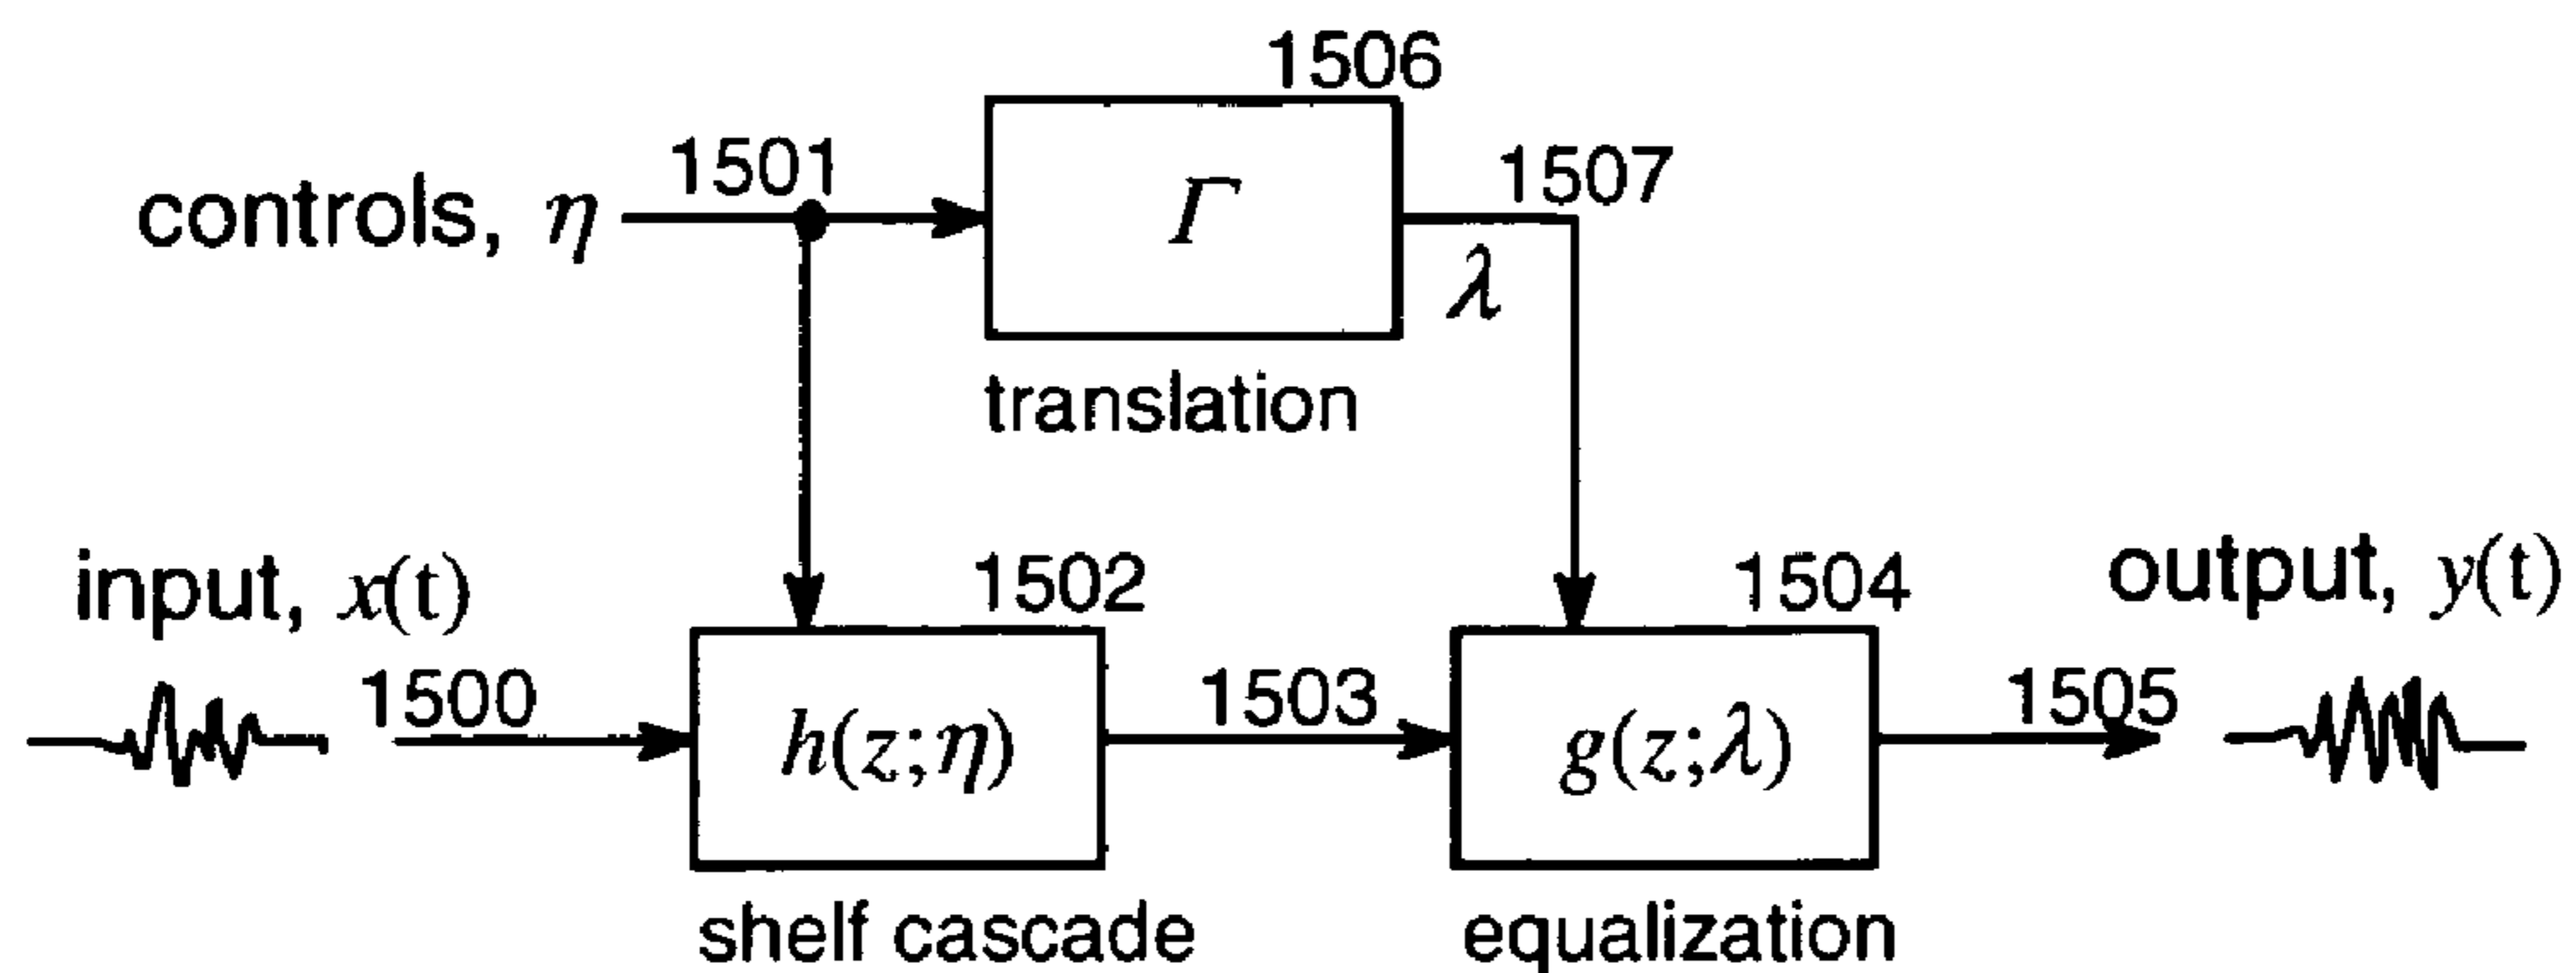 1506
1501
1507
controls, η
Γ
λ
translation
1502
1504
input, x(t)
output, y(t)
1500
1503
1505
h(z;η)
g(z;λ)
shelf cascade
equalization